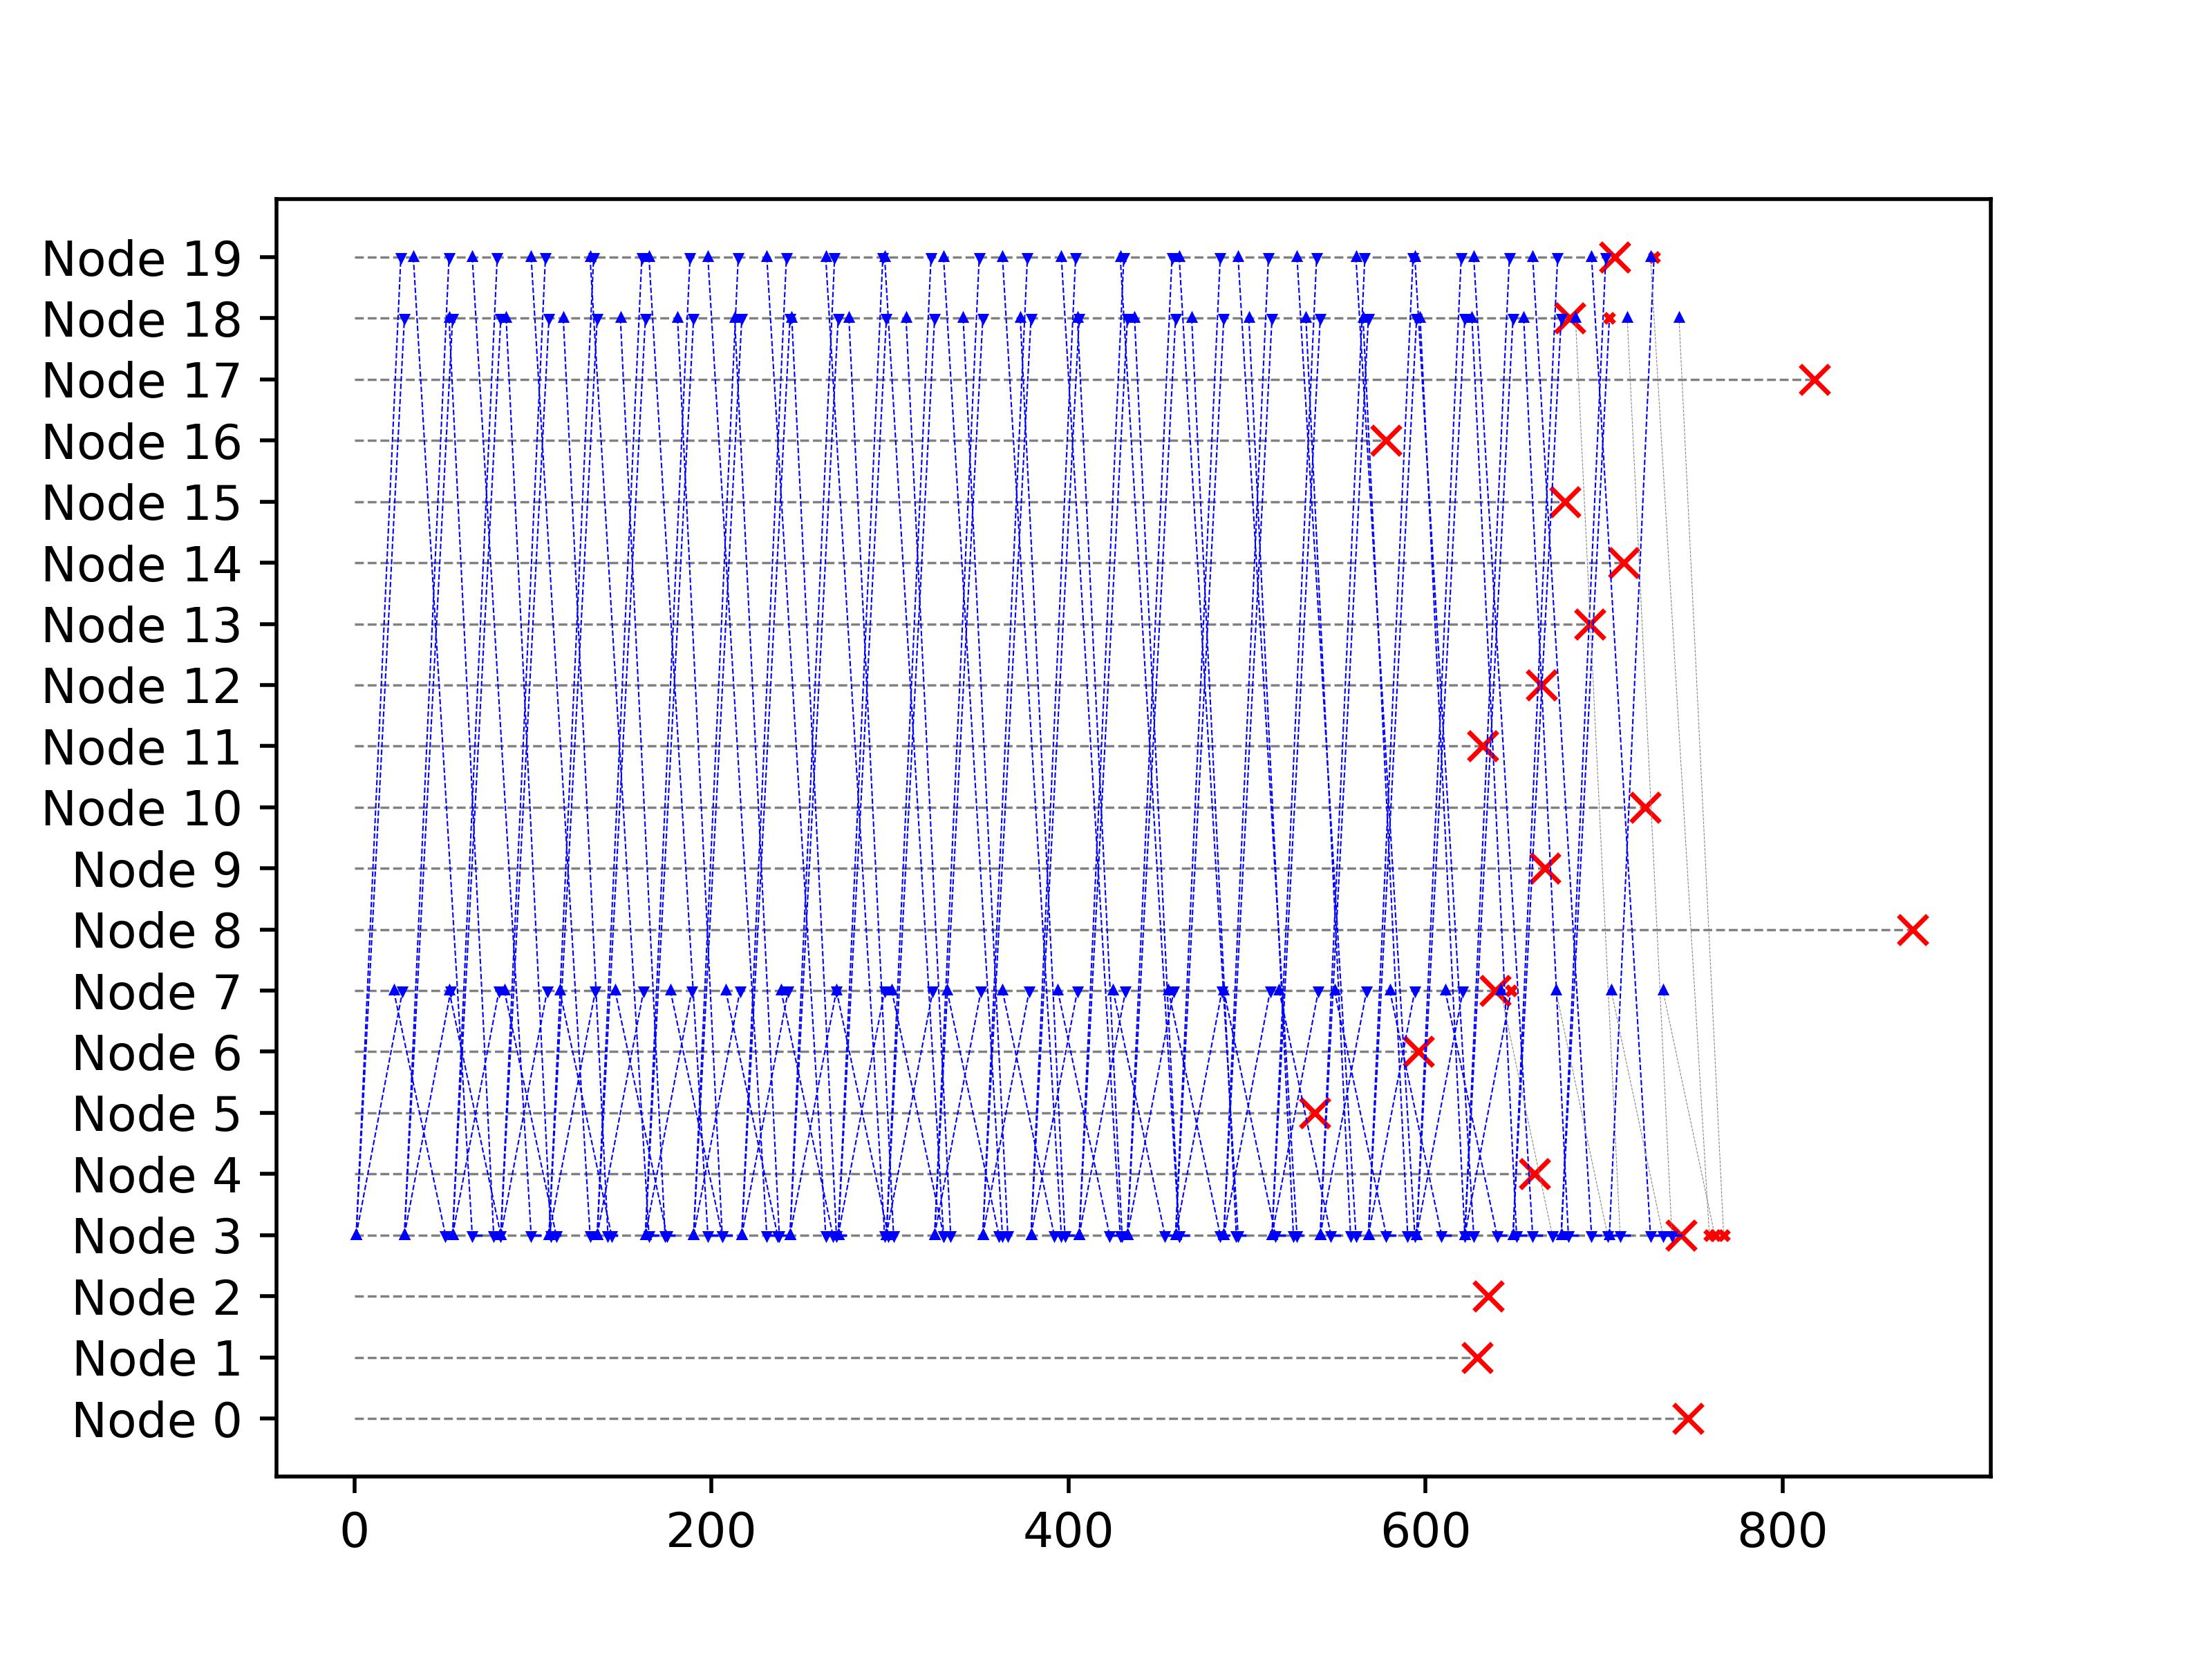 Node 19
Node 18
Node 17
Node 16
Node 15
Node 14
Node 13
Node 12
Node 11
Node 10
Node 9
Node 8
Node 7
Node 6
Node 5
Node 4
Node 3
Node 2
Node 1
Node 0
0 200 400 600 800